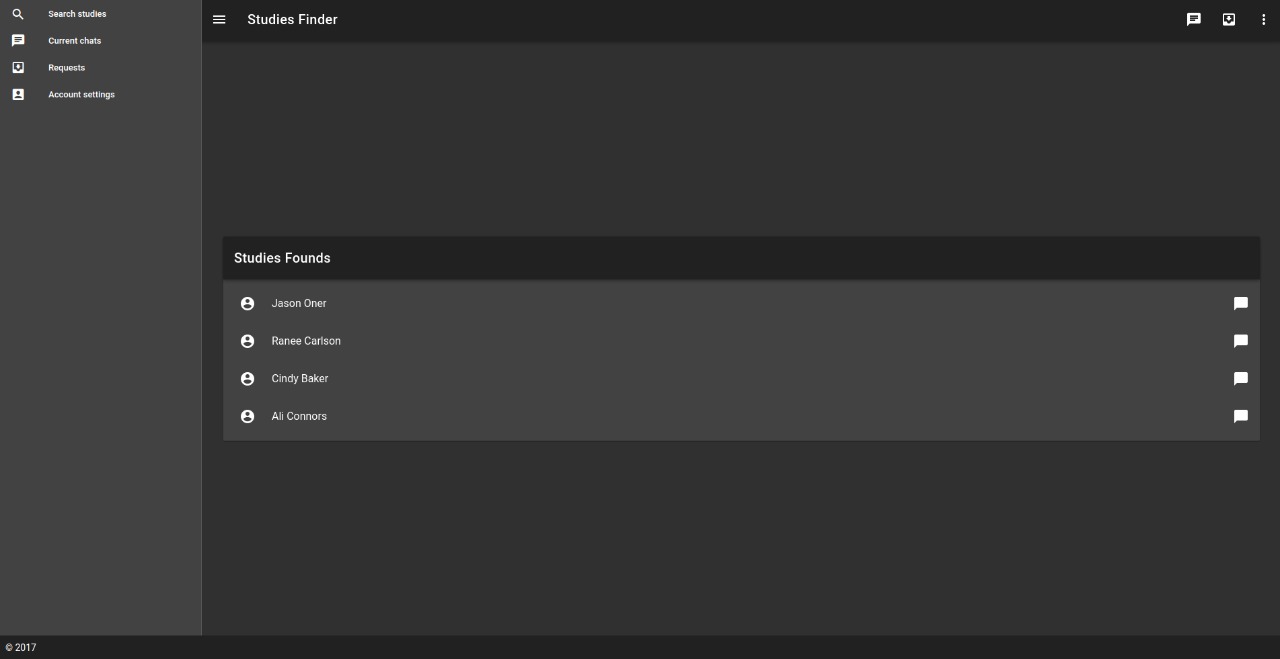 Search studies
Current chats
Requests
Account settings
Studies Finder
Studies Founds
Jason Oner
Ranee Carlson
Cindy Baker
Ali Connors
© 2017